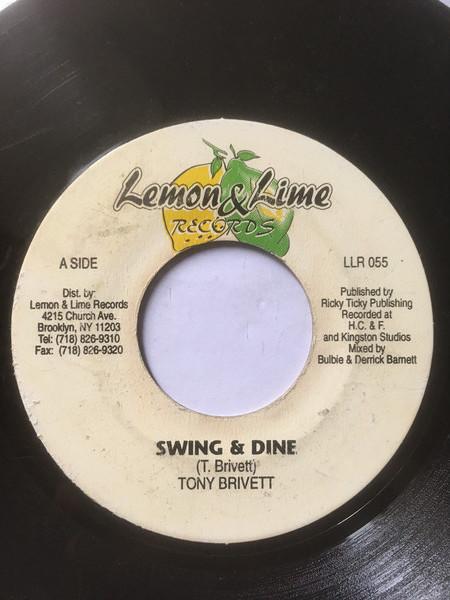 Lemon & Lime
RECORDS
A SIDE
LLR 055
Dist. by:
Lemon & Lime Records
4215 Church Ave.
Brooklyn, NY 11203
Tel: (718) 826-9310
Fax: (718) 826-9320
Published by
Ricky Ticky Publishing
Recorded at
H.C. & F.
and Kingston Studios
Mixed by
Bulbie & Derrick Barnett
SWING & DINE
(T. Brivett)
TONY BRIVETT